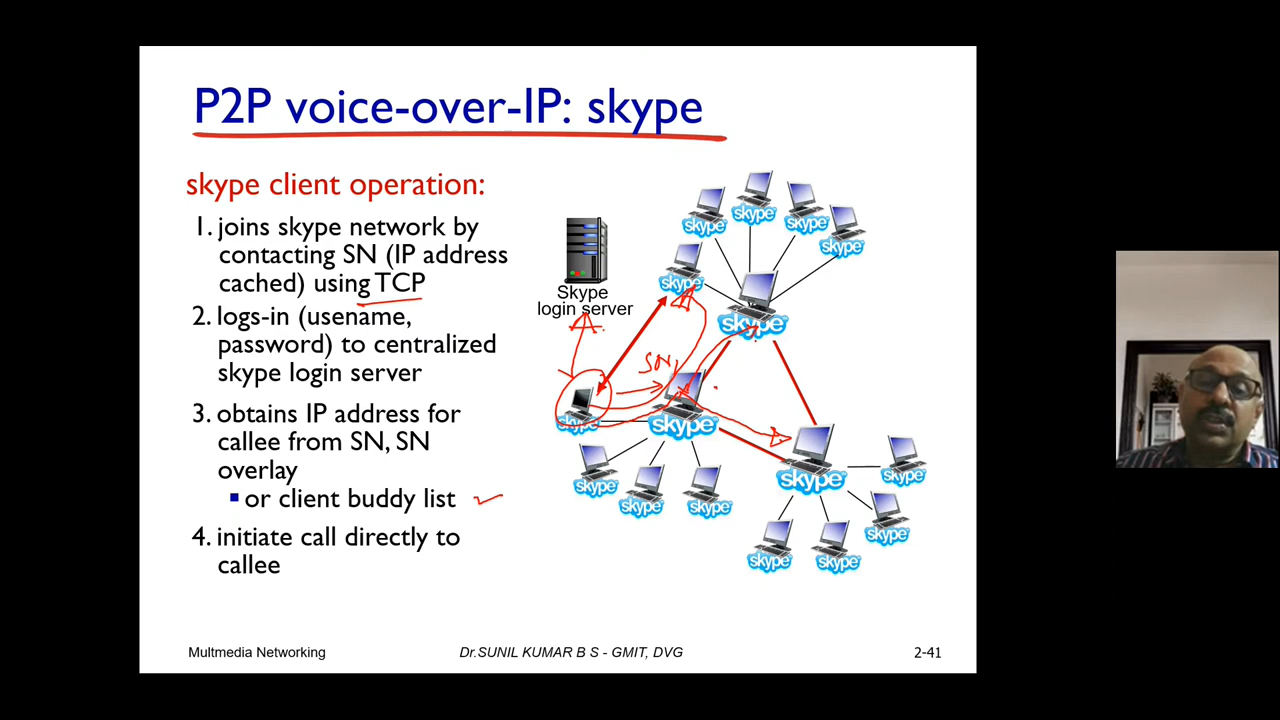 P2P voice-over-IP: skype
skype client operation:
1. joins skype network by
contacting SN (IP address
cached) using TCP
2. logs-in (usename,
password) to centralized
skype login server
3. obtains IP address for
callee from SN, SN
overlay
or client buddy list
4. initiate call directly to
callee
skype
skype
skype
skype
skype
skype
Skype
login server
SN
skype
skype
skype
skype
skype
skype
skype
skype
skype
skype
Multmedia Networking
Dr.SUNIL KUMAR B S - GMIT, DVG
2-41